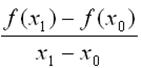 f(x₁) − f(x₀)
x₁ − x₀